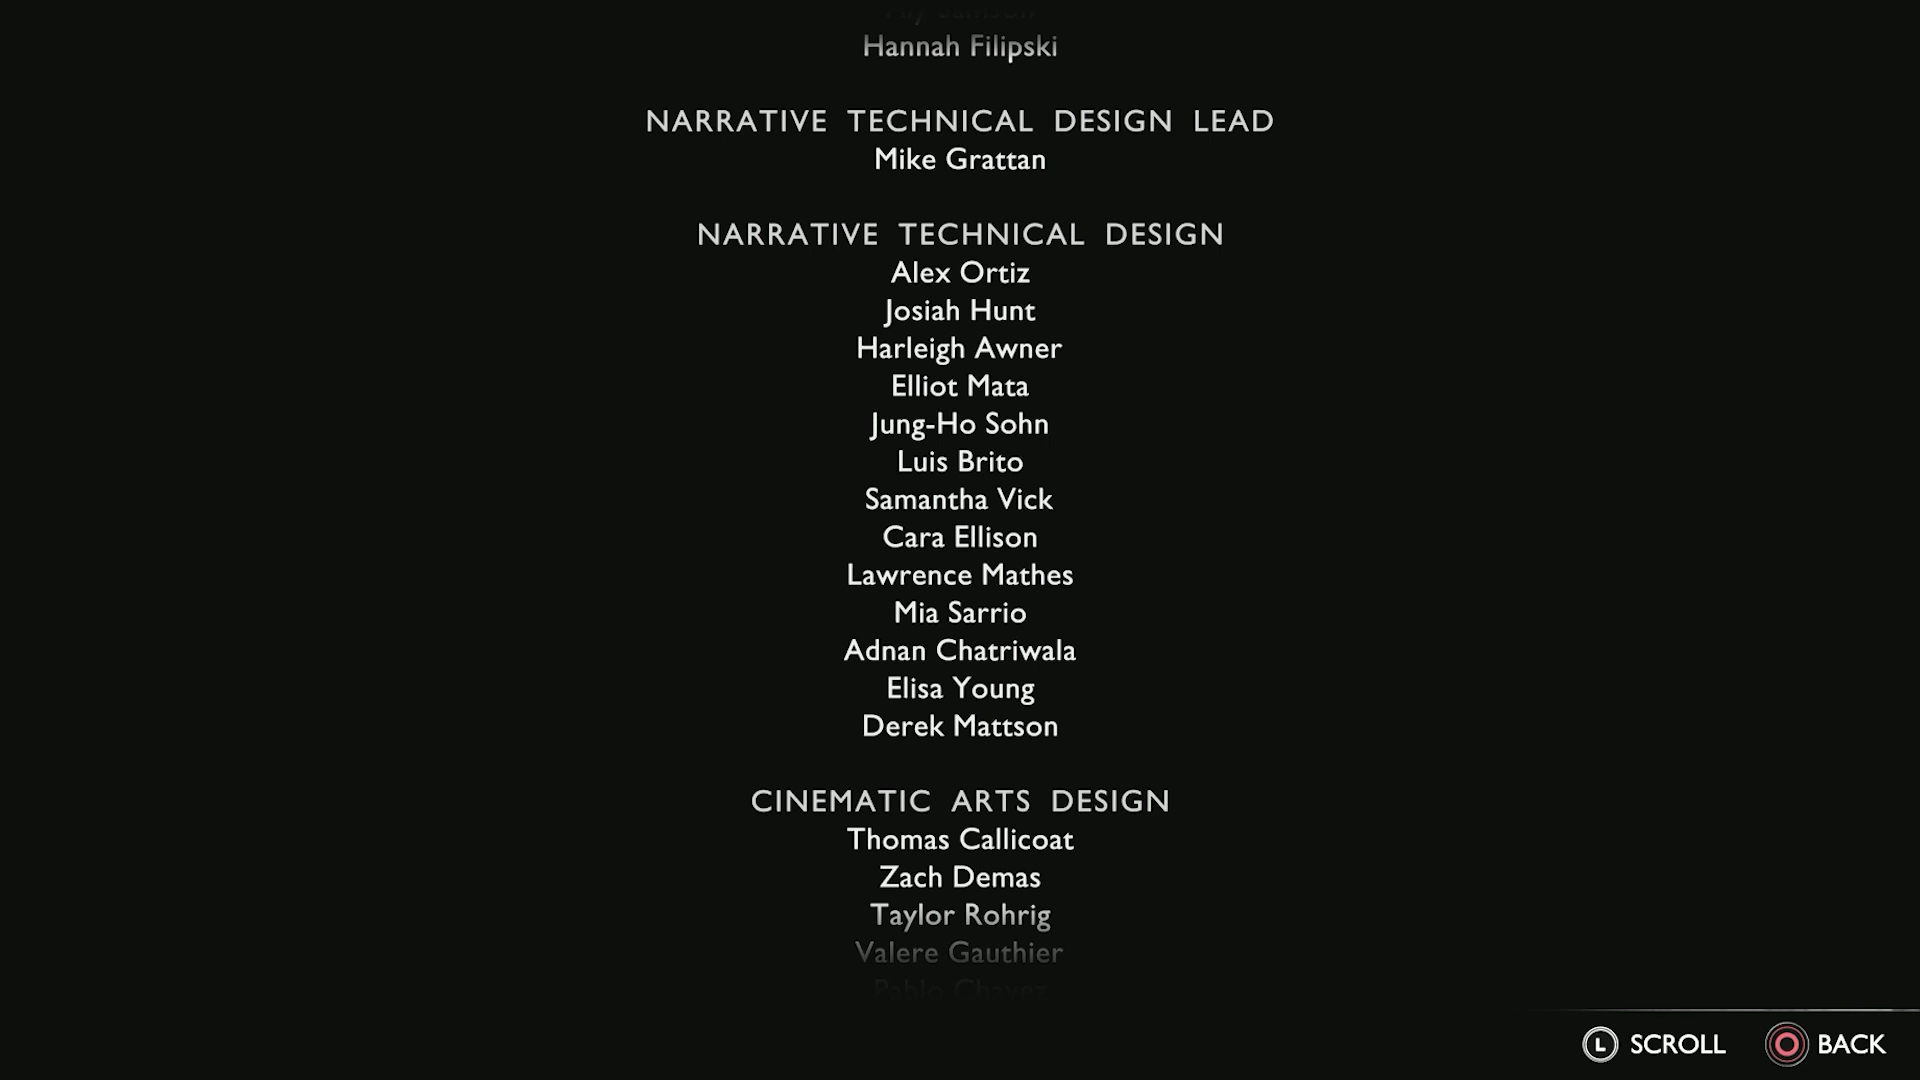 Hannah Filipski
NARRATIVE TECHNICAL DESIGN LEAD
Mike Grattan
NARRATIVE TECHNICAL DESIGN
Alex Ortiz
Josiah Hunt
Harleigh Awner
Elliot Mata
Jung-Ho Sohn
Luis Brito
Samantha Vick
Cara Ellison
Lawrence Mathes
Mia Sarrio
Adnan Chatriwala
Elisa Young
Derek Mattson
CINEMATIC ARTS DESIGN
Thomas Callicoat
Zach Demas
Taylor Rohrig
Valere Gauthier
Pablo Chavez
L SCROLL
BACK